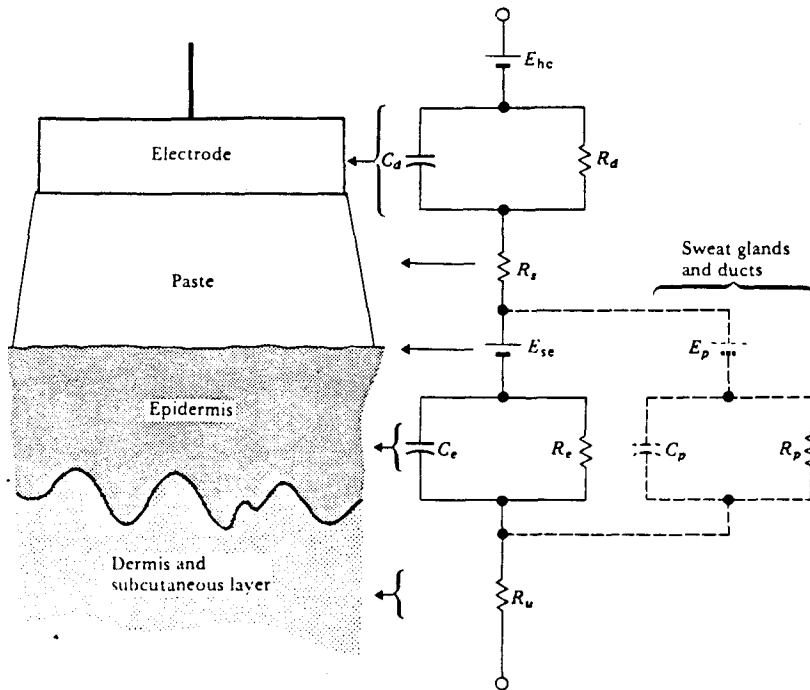 E_hc
Electrode
C_d
R_d
Sweat glands
and ducts
Paste
R_s
E_se
E_p
Epidermis
C_e
R_e
C_p
R_p
Dermis and
subcutaneous layer
R_u